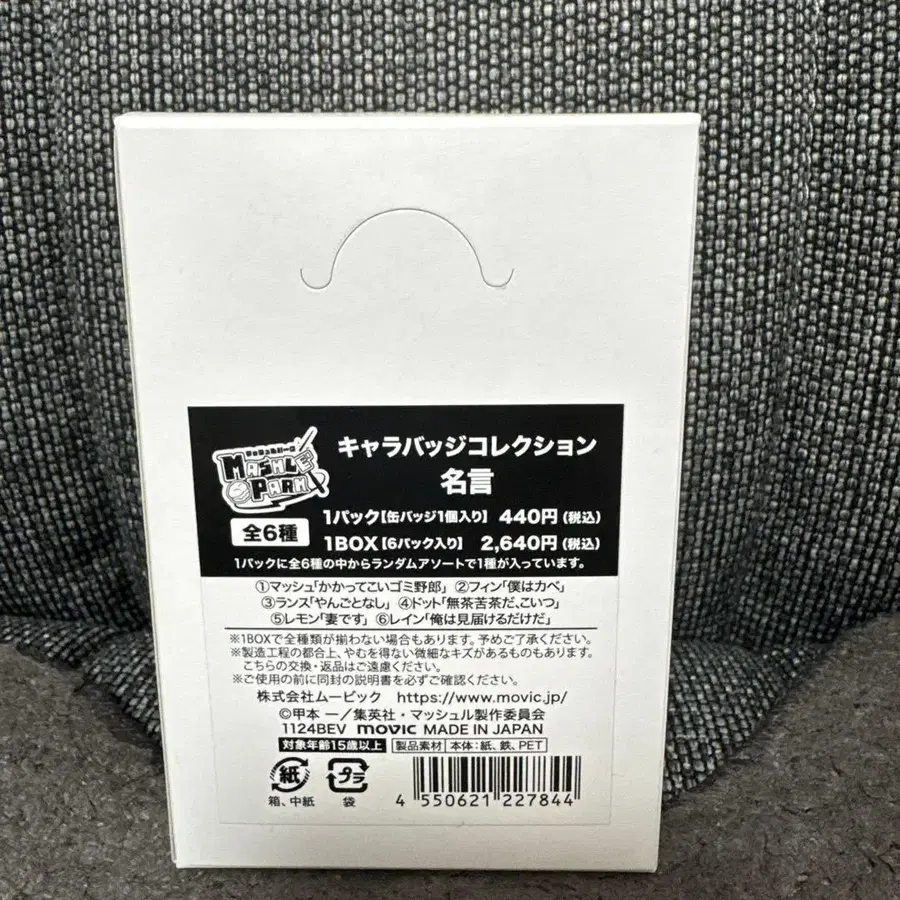 マッシュルパーク
MASHLE PARK
キャラバッジコレクション
名言
全6種
1パック【缶バッジ1個入り】 440円(税込)
1BOX【6パック入り】 2,640円(税込)
1パックに全6種の中からランダムアソートで1種が入っています。
①マッシュ「かかってこいゴミ野郎」 ②フィン「僕はカベ」
③ランス「やんごとなし」 ④ドット「無茶苦茶だ、こいつ」
⑤レモン「妻です」 ⑥レイン「俺は見届けるだけだ」
※1BOXで全種類が揃わない場合もあります。予めご了承ください。
※製造工程の都合上、やむを得ない微細なキズがあるものもあります。
こちらの交換・返品はご遠慮ください。
※ご使用の前に同封の説明書を必ずご確認ください。
株式会社ムービック https://www.movic.jp/
©甲本 一/集英社・マッシュル製作委員会
1124BEV movic MADE IN JAPAN
対象年齢15歳以上 製品素材 本体:紙、鉄、PET
紙 プラ
箱、中紙 袋
4 550621 227844